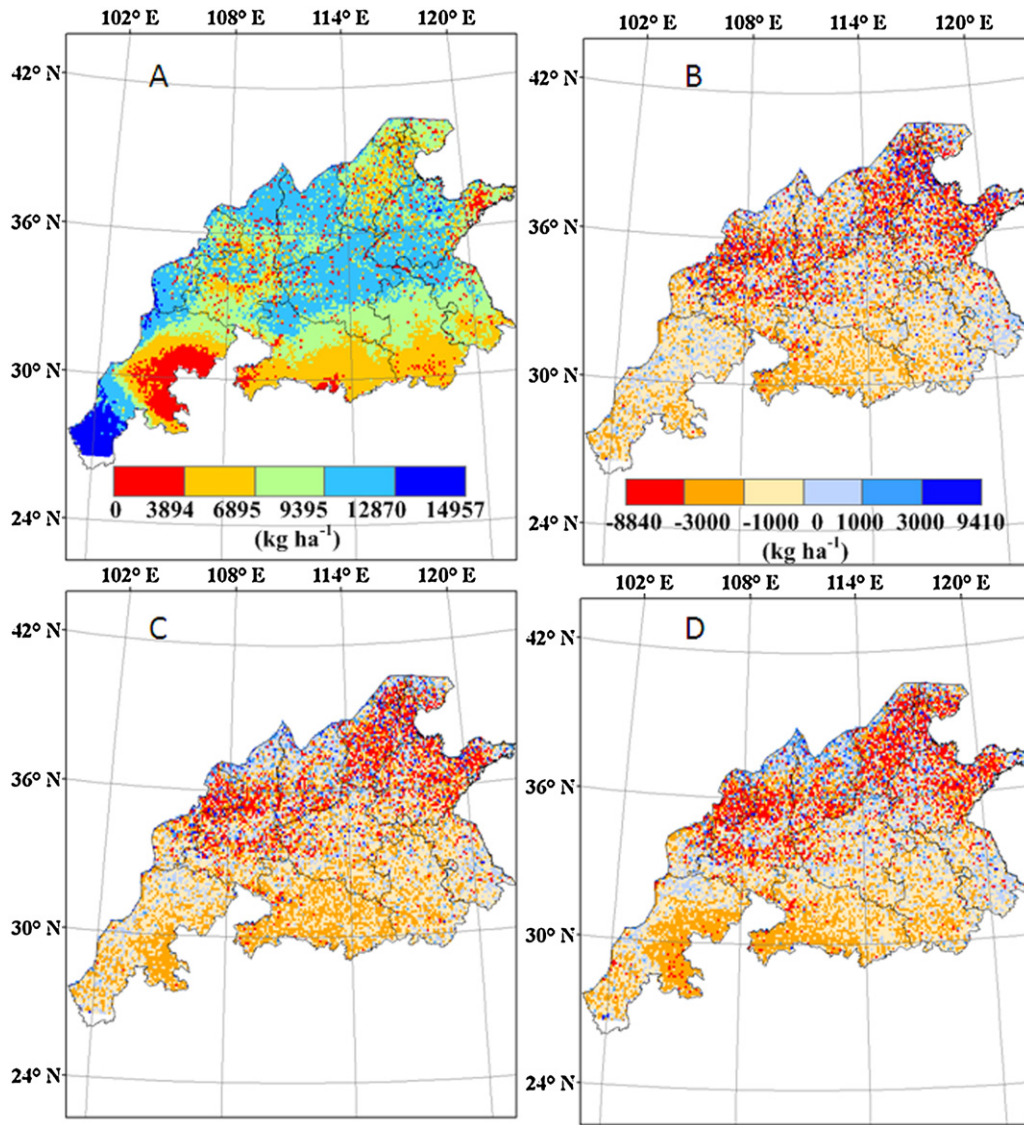 102° E 108° E 114° E 120° E
102° E 108° E 114° E 120° E
A
B
42° N
42° N
36° N
36° N
30° N
30° N
24° N
24° N
0 3894 6895 9395 12870 14957
(kg ha⁻¹)
-8840 -3000 -1000 0 1000 3000 9410
(kg ha⁻¹)
102° E 108° E 114° E 120° E
102° E 108° E 114° E 120° E
C
D
42° N
42° N
36° N
36° N
30° N
30° N
24° N
24° N